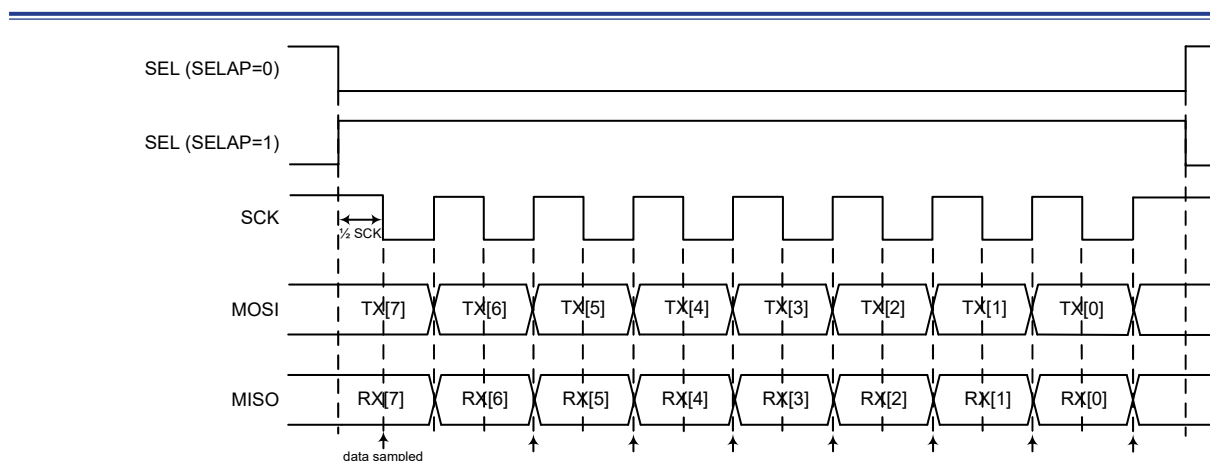 SEL (SELAP=0)
SEL (SELAP=1)
SCK
½ SCK
MOSI
TX[7] TX[6] TX[5] TX[4] TX[3] TX[2] TX[1] TX[0]
MISO
RX[7] RX[6] RX[5] RX[4] RX[3] RX[2] RX[1] RX[0]
data sampled